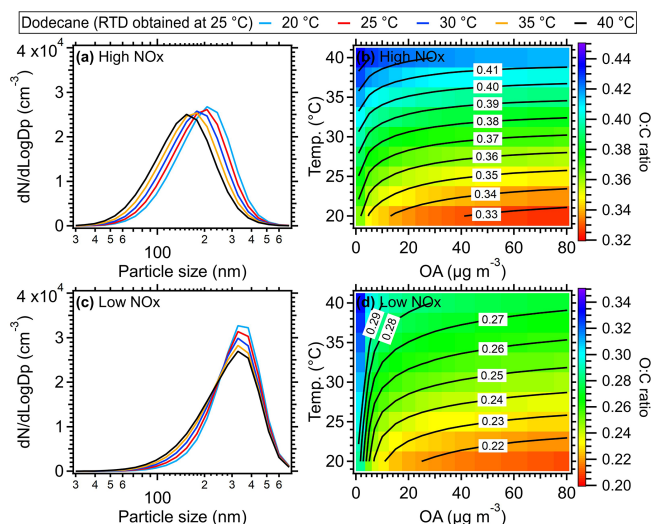 Dodecane (RTD obtained at 25 °C) 20 °C 25 °C 30 °C 35 °C 40 °C
(a) High NOx
4 x10⁴
3
2
1
0
dN/dLogDp (cm⁻³)
3 4 5 6 100 2 3 4 5 6
Particle size (nm)
(b) High NOx
40
35
30
25
20
Temp. (°C)
0.41
0.40
0.39
0.38
0.37
0.36
0.35
0.34
0.33
0 20 40 60 80
OA (µg m⁻³)
0.44
0.42
0.40
0.38
0.36
0.34
0.32
O:C ratio
(c) Low NOx
4 x10⁴
3
2
1
0
dN/dLogDp (cm⁻³)
3 4 5 6 100 2 3 4 5 6
Particle size (nm)
(d) Low NOx
40
35
30
25
20
Temp. (°C)
0.29
0.28
0.27
0.26
0.25
0.24
0.23
0.22
0 20 40 60 80
OA (µg m⁻³)
0.34
0.32
0.30
0.28
0.26
0.24
0.22
0.20
O:C ratio